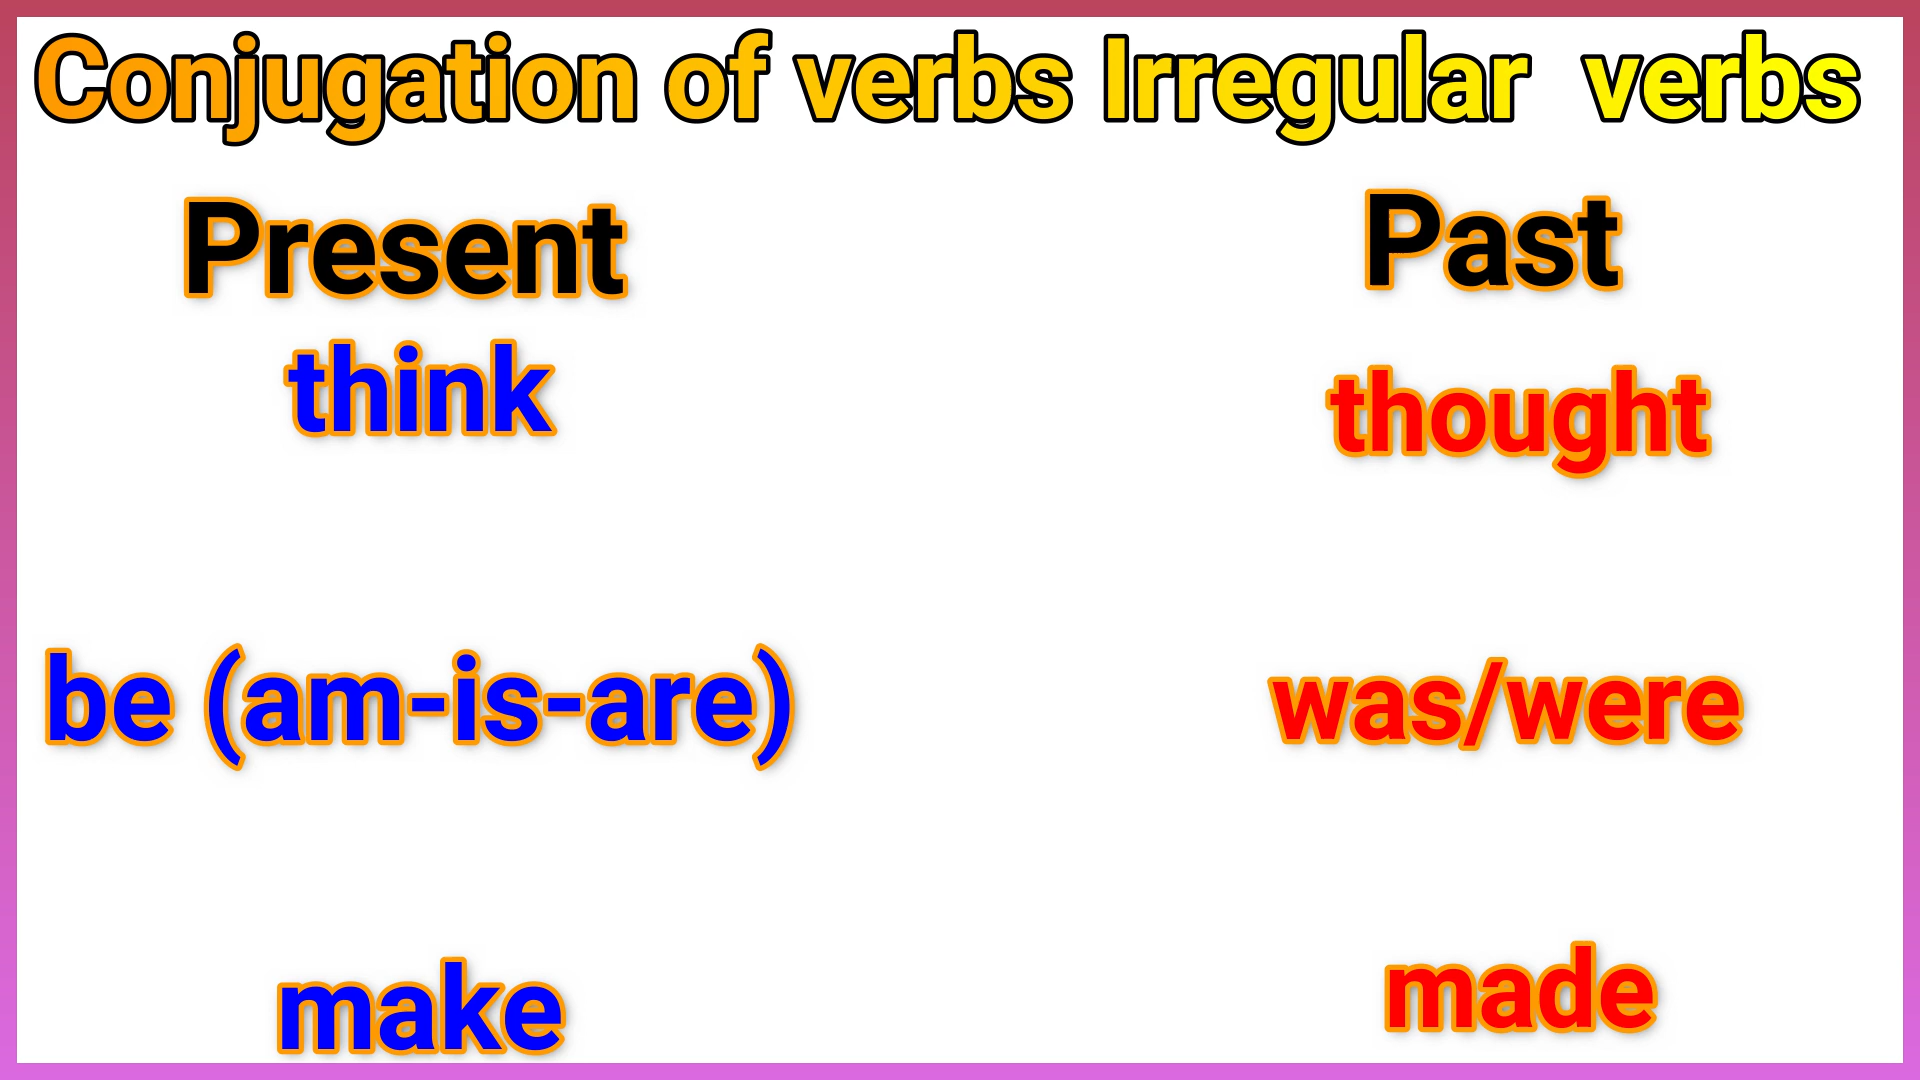 Conjugation of verbs Irregular verbs
Present Past
think thought
be (am-is-are) was/were
make made